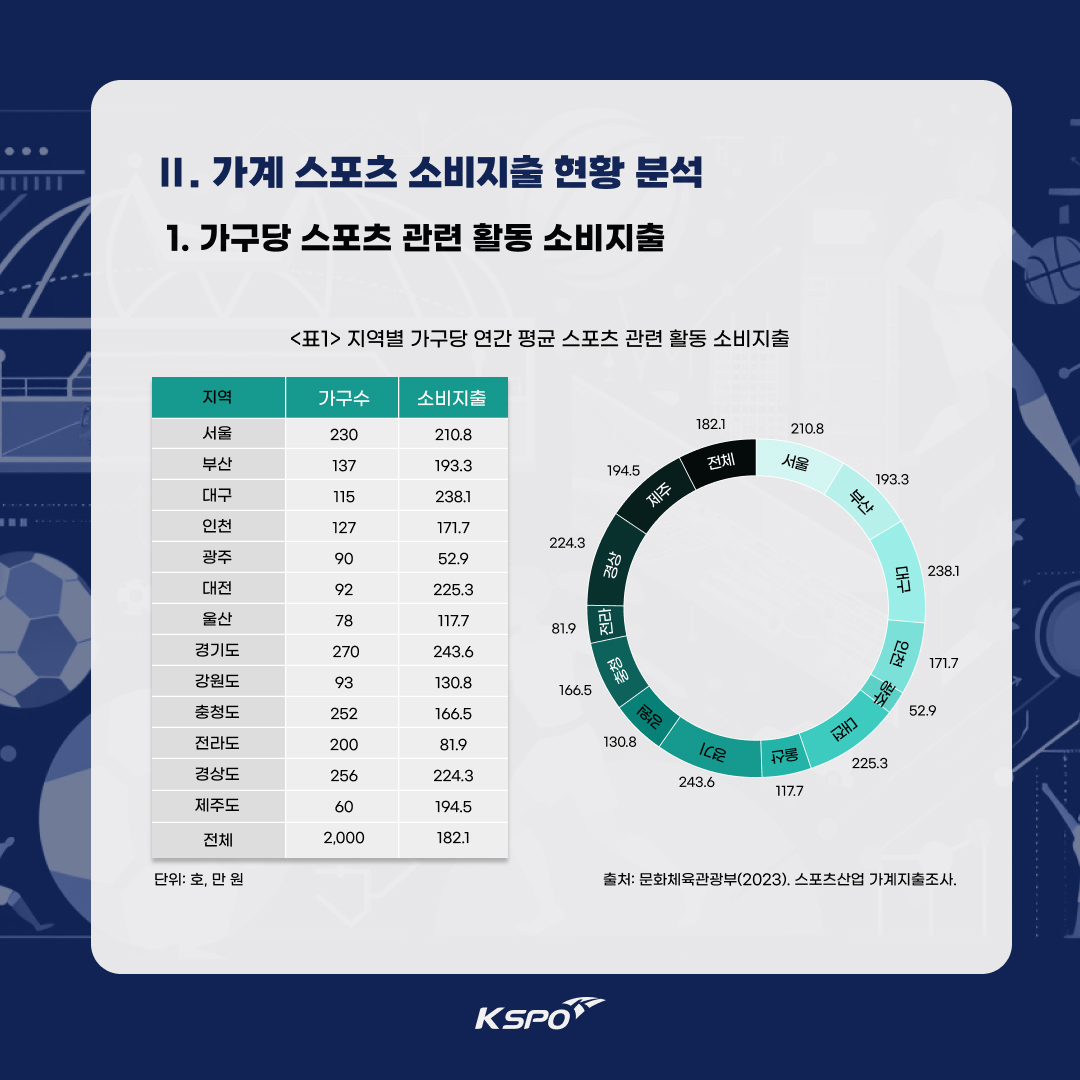 II. 가계 스포츠 소비지출 현황 분석
1. 가구당 스포츠 관련 활동 소비지출
<표1> 지역별 가구당 연간 평균 스포츠 관련 활동 소비지출
지역 가구수 소비지출
서울 230 210.8
부산 137 193.3
대구 115 238.1
인천 127 171.7
광주 90 52.9
대전 92 225.3
울산 78 117.7
경기도 270 243.6
강원도 93 130.8
충청도 252 166.5
전라도 200 81.9
경상도 256 224.3
제주도 60 194.5
전체 2,000 182.1
단위: 호, 만 원
서울 210.8
부산 193.3
대구 238.1
인천 171.7
광주 52.9
대전 225.3
울산 117.7
경기 243.6
강원 130.8
충청 166.5
전라 81.9
경상 224.3
제주 194.5
전체 182.1
출처: 문화체육관광부(2023). 스포츠산업 가계지출조사.
KSPO